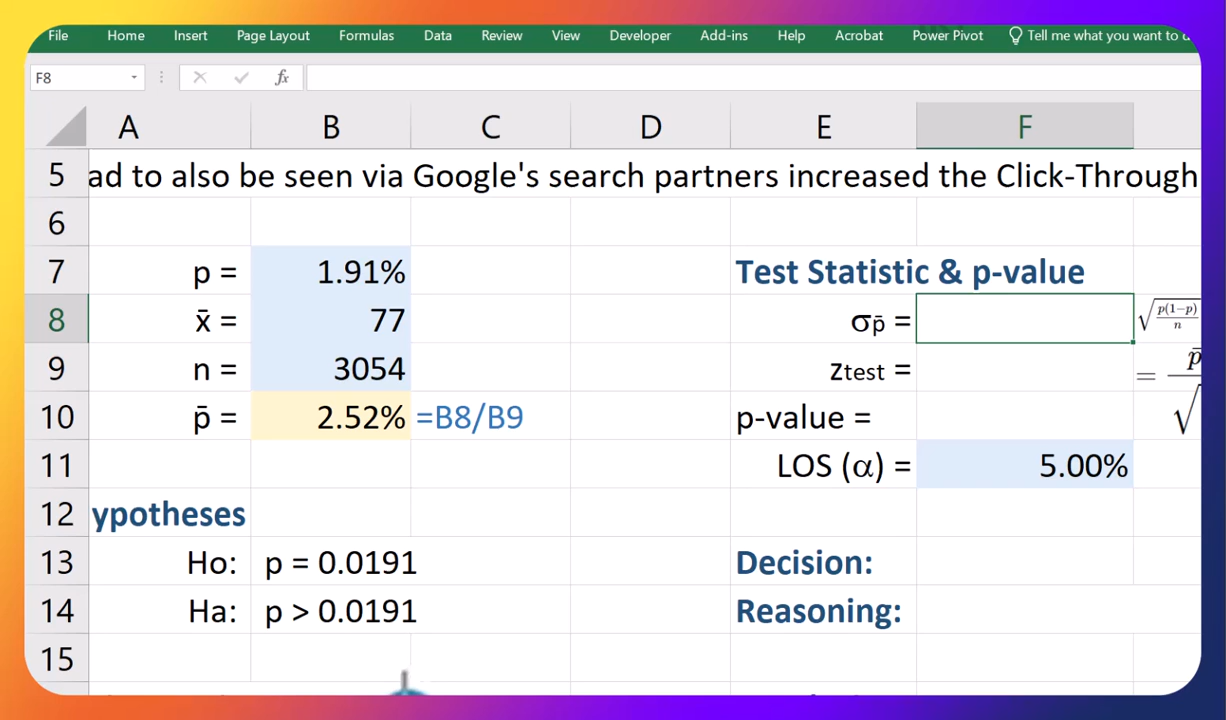 File Home Insert Page Layout Formulas Data Review View Developer Add-ins Help Acrobat Power Pivot Tell me what you want to
F8 fx
A B C D E F
5 ad to also be seen via Google's search partners increased the Click-Through
6
7 p = 1.91% Test Statistic & p-value
8 x̄ = 77 σp̄ = √p(1−p)/n
9 n = 3054 ztest = = p̄
10 p̄ = 2.52% =B8/B9 p-value = √
11 LOS (α) = 5.00%
12 ypotheses
13 Ho: p = 0.0191 Decision:
14 Ha: p > 0.0191 Reasoning:
15